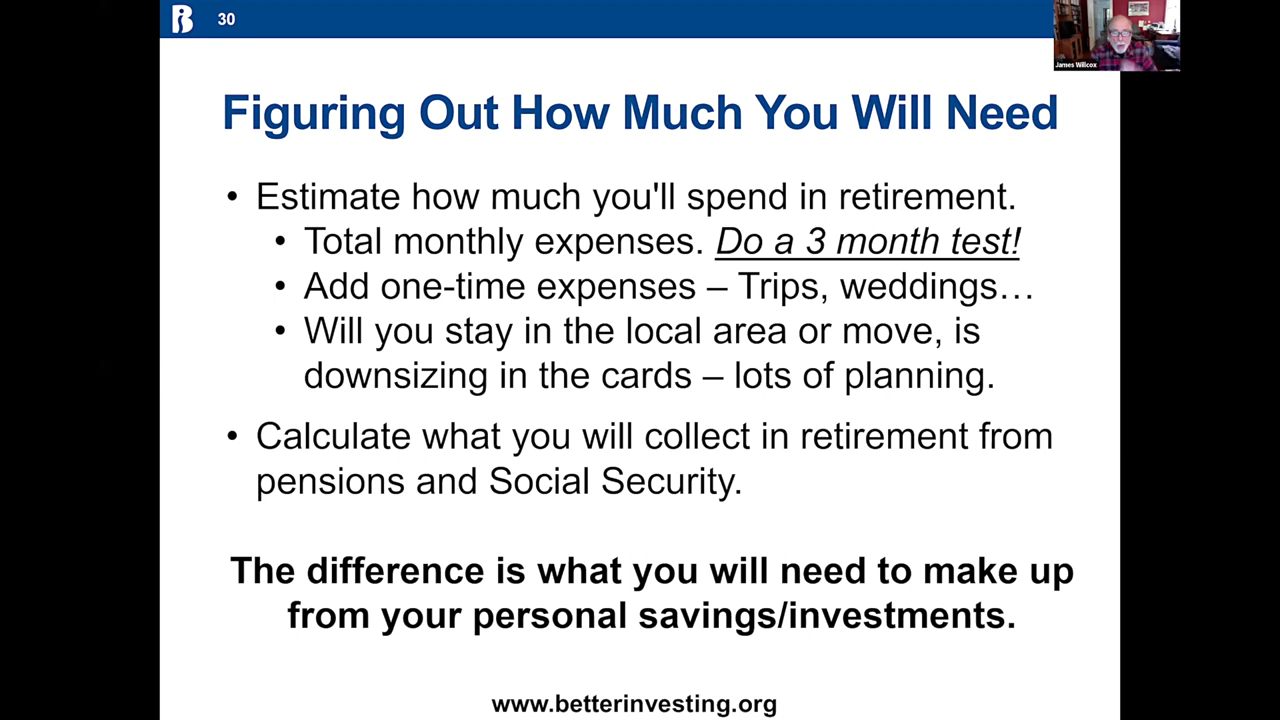 30
James Willcox
Figuring Out How Much You Will Need
• Estimate how much you'll spend in retirement.
• Total monthly expenses. Do a 3 month test!
• Add one-time expenses – Trips, weddings…
• Will you stay in the local area or move, is
downsizing in the cards – lots of planning.
• Calculate what you will collect in retirement from
pensions and Social Security.
The difference is what you will need to make up
from your personal savings/investments.
www.betterinvesting.org